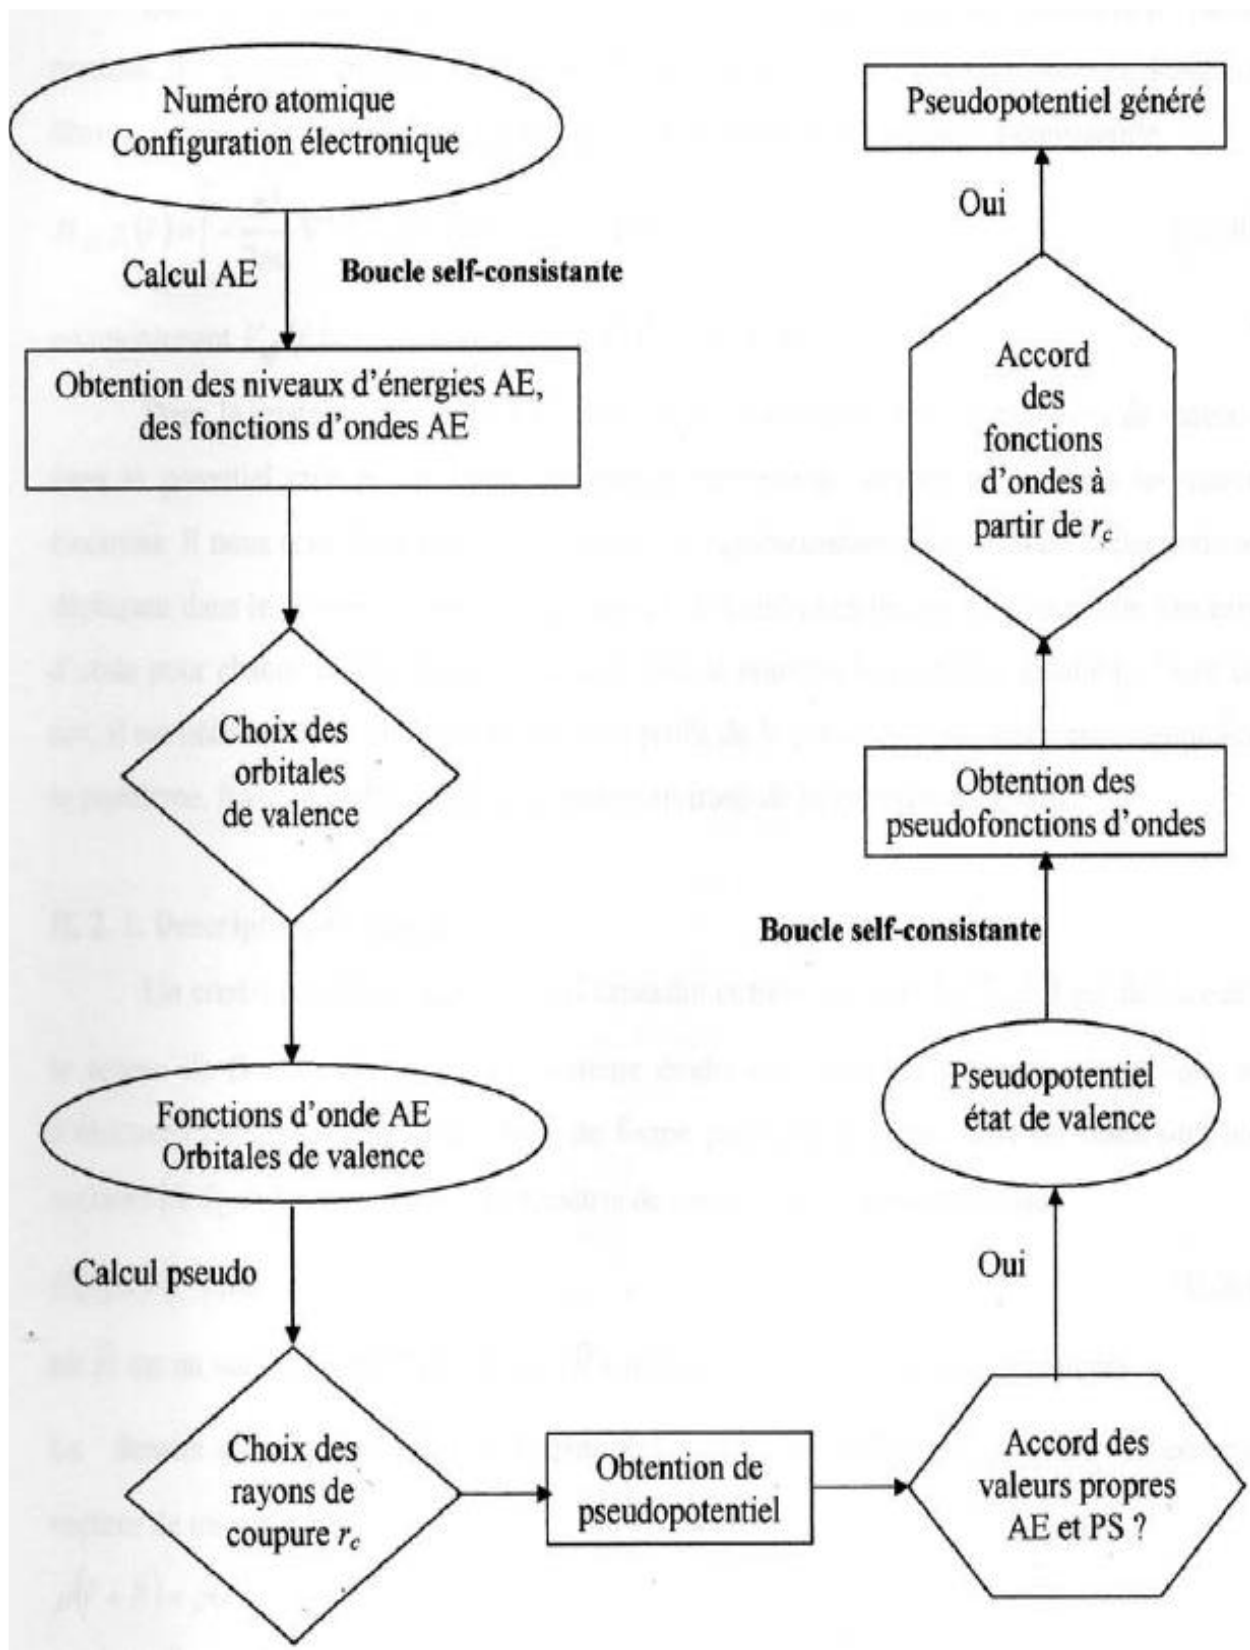 Numéro atomique
Configuration électronique
Calcul AE
Boucle self-consistante
Obtention des niveaux d'énergies AE,
des fonctions d'ondes AE
Choix des
orbitales
de valence
Fonctions d'onde AE
Orbitales de valence
Calcul pseudo
Choix des
rayons de
coupure r_c
Obtention de
pseudopotentiel
Accord des
valeurs propres
AE et PS ?
Oui
Pseudopotentiel
état de valence
Boucle self-consistante
Obtention des
pseudofonctions d'ondes
Accord
des
fonctions
d'ondes à
partir de r_c
Oui
Pseudopotentiel généré